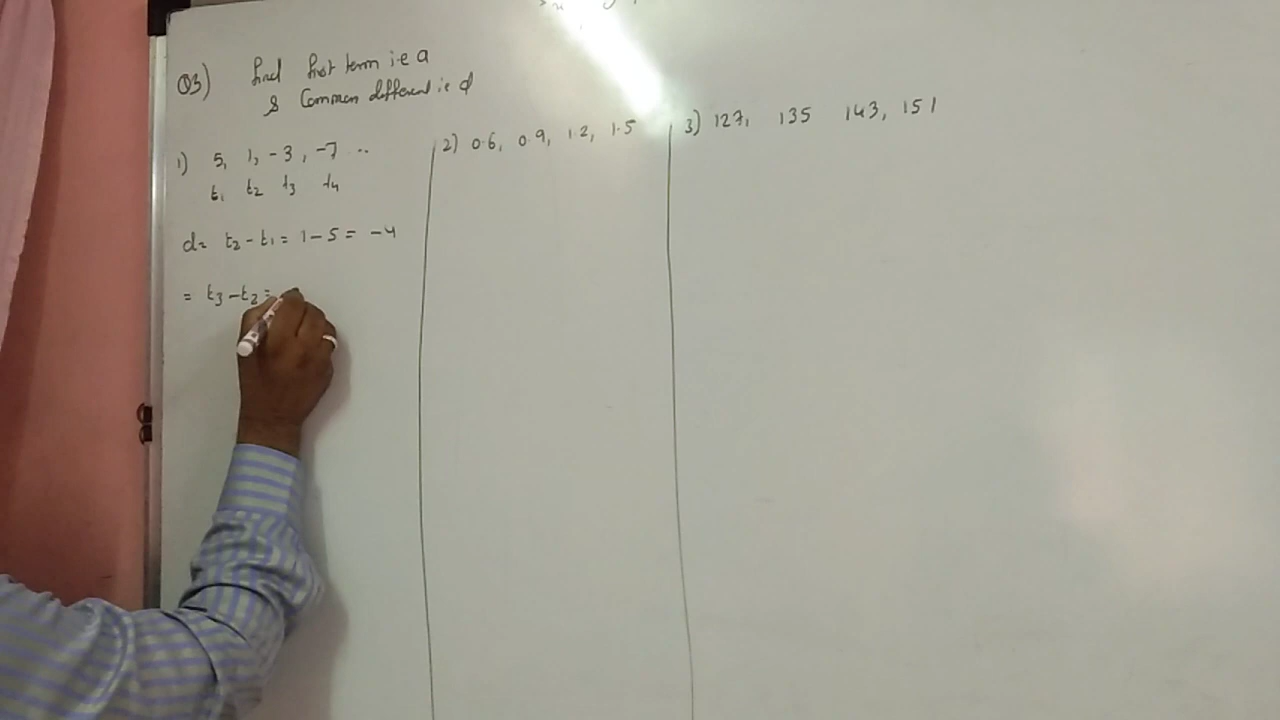 Q3) find first term i.e a
& Common different i.e d
1) 5, 1, -3, -7 ..
t₁ t₂ t₃ t₄
d= t₂ - t₁ = 1 - 5 = -4
= t₃ - t₂ =
2) 0.6, 0.9, 1.2, 1.5
3) 127, 135 143, 151